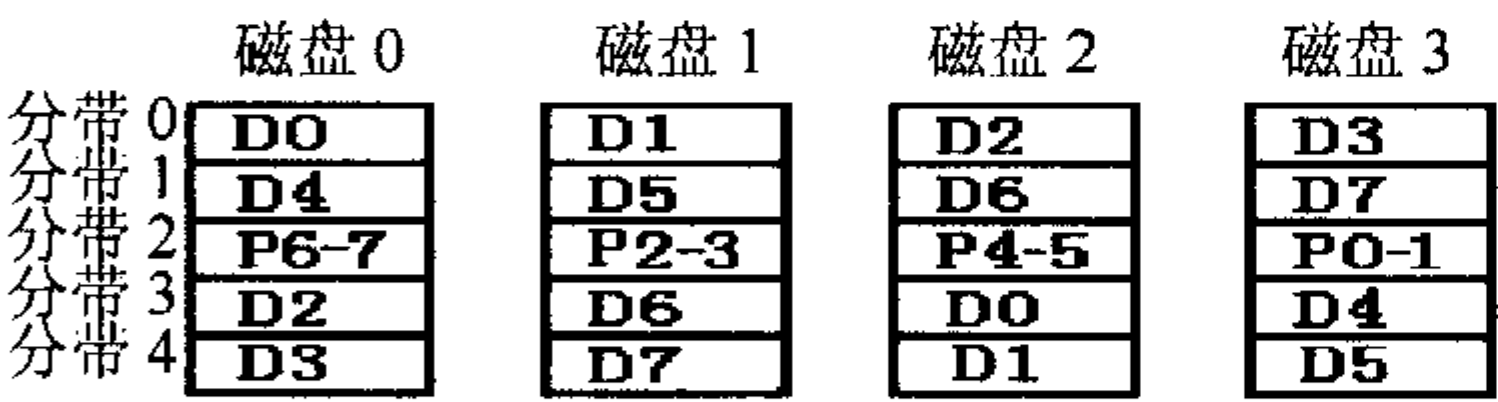 磁盘 0 磁盘 1 磁盘 2 磁盘 3
分带 0 D0 D1 D2 D3
分带 1 D4 D5 D6 D7
分带 2 P6-7 P2-3 P4-5 P0-1
分带 3 D2 D6 D0 D4
分带 4 D3 D7 D1 D5